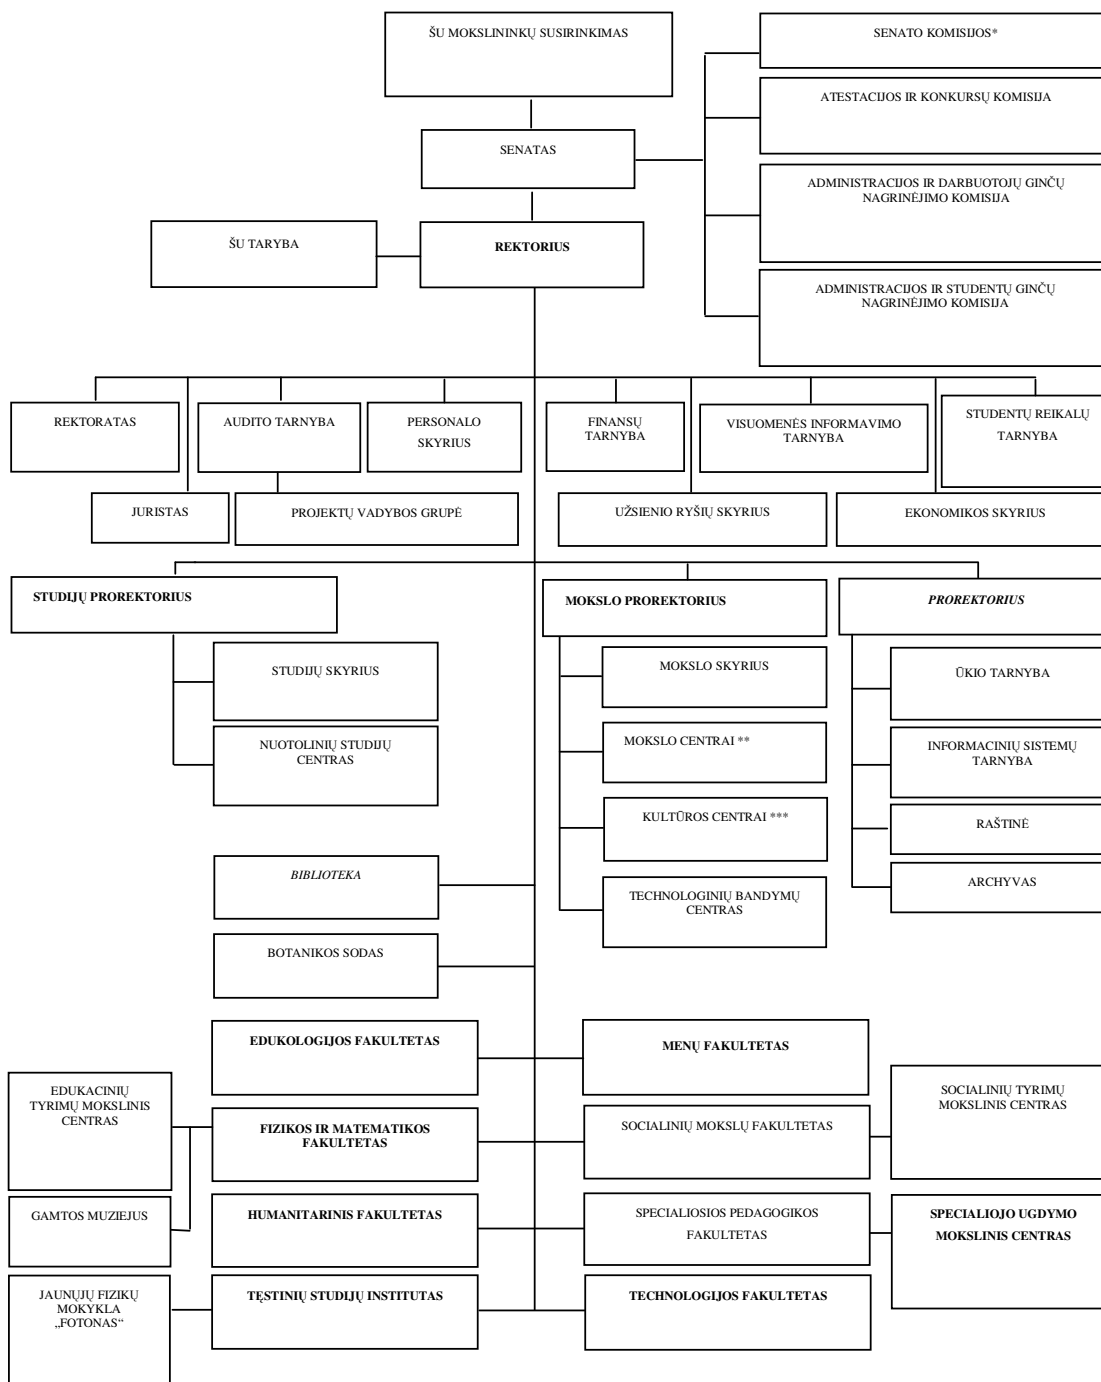 ŠU MOKSLININKŲ SUSIRINKIMAS
SENATO KOMISIJOS*
ATESTACIJOS IR KONKURSŲ KOMISIJA
SENATAS
ADMINISTRACIJOS IR DARBUOTOJŲ GINČŲ
NAGRINĖJIMO KOMISIJA
ŠU TARYBA
REKTORIUS
ADMINISTRACIJOS IR STUDENTŲ GINČŲ
NAGRINĖJIMO KOMISIJA
REKTORATAS
AUDITO TARNYBA
PERSONALO
SKYRIUS
FINANSŲ
TARNYBA
VISUOMENĖS INFORMAVIMO
TARNYBA
STUDENTŲ REIKALŲ
TARNYBA
JURISTAS
PROJEKTŲ VADYBOS GRUPĖ
UŽSIENIO RYŠIŲ SKYRIUS
EKONOMIKOS SKYRIUS
STUDIJŲ PROREKTORIUS
MOKSLO PROREKTORIUS
PROREKTORIUS
STUDIJŲ SKYRIUS
NUOTOLINIŲ STUDIJŲ
CENTRAS
MOKSLO SKYRIUS
MOKSLO CENTRAI **
KULTŪROS CENTRAI ***
TECHNOLOGINIŲ BANDYMŲ
CENTRAS
ŪKIO TARNYBA
INFORMACINIŲ SISTEMŲ
TARNYBA
RAŠTINĖ
ARCHYVAS
BIBLIOTEKA
BOTANIKOS SODAS
EDUKOLOGIJOS FAKULTETAS
MENŲ FAKULTETAS
EDUKACINIŲ
TYRIMŲ MOKSLINIS
CENTRAS
FIZIKOS IR MATEMATIKOS
FAKULTETAS
SOCIALINIŲ MOKSLŲ FAKULTETAS
SOCIALINIŲ TYRIMŲ
MOKSLINIS CENTRAS
GAMTOS MUZIEJUS
HUMANITARINIS FAKULTETAS
SPECIALIOSIOS PEDAGOGIKOS
FAKULTETAS
SPECIALIOJO UGDYMO
MOKSLINIS CENTRAS
JAUNŲJŲ FIZIKŲ
MOKYKLA
„FOTONAS“
TĘSTINIŲ STUDIJŲ INSTITUTAS
TECHNOLOGIJOS FAKULTETAS